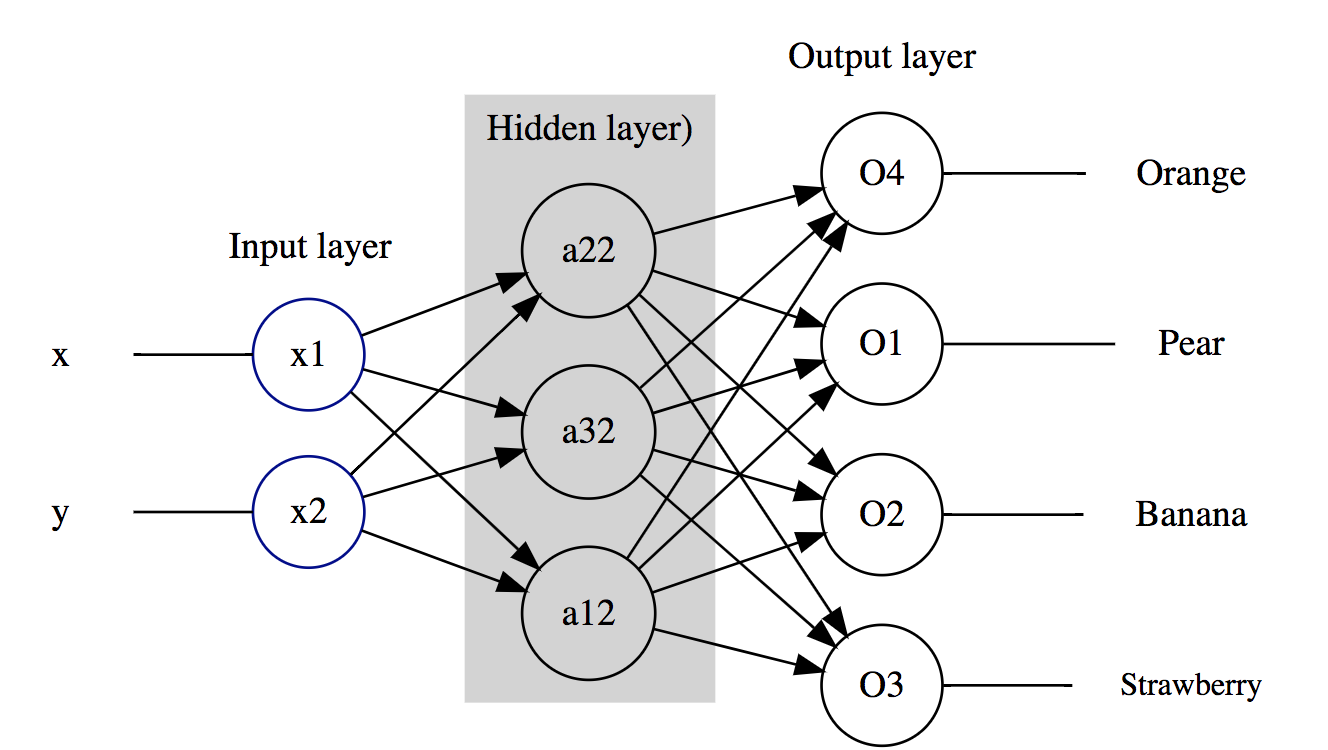 Output layer
Hidden layer)
O4
Orange
Input layer
a22
x
x1
O1
Pear
a32
y
x2
O2
Banana
a12
O3
Strawberry